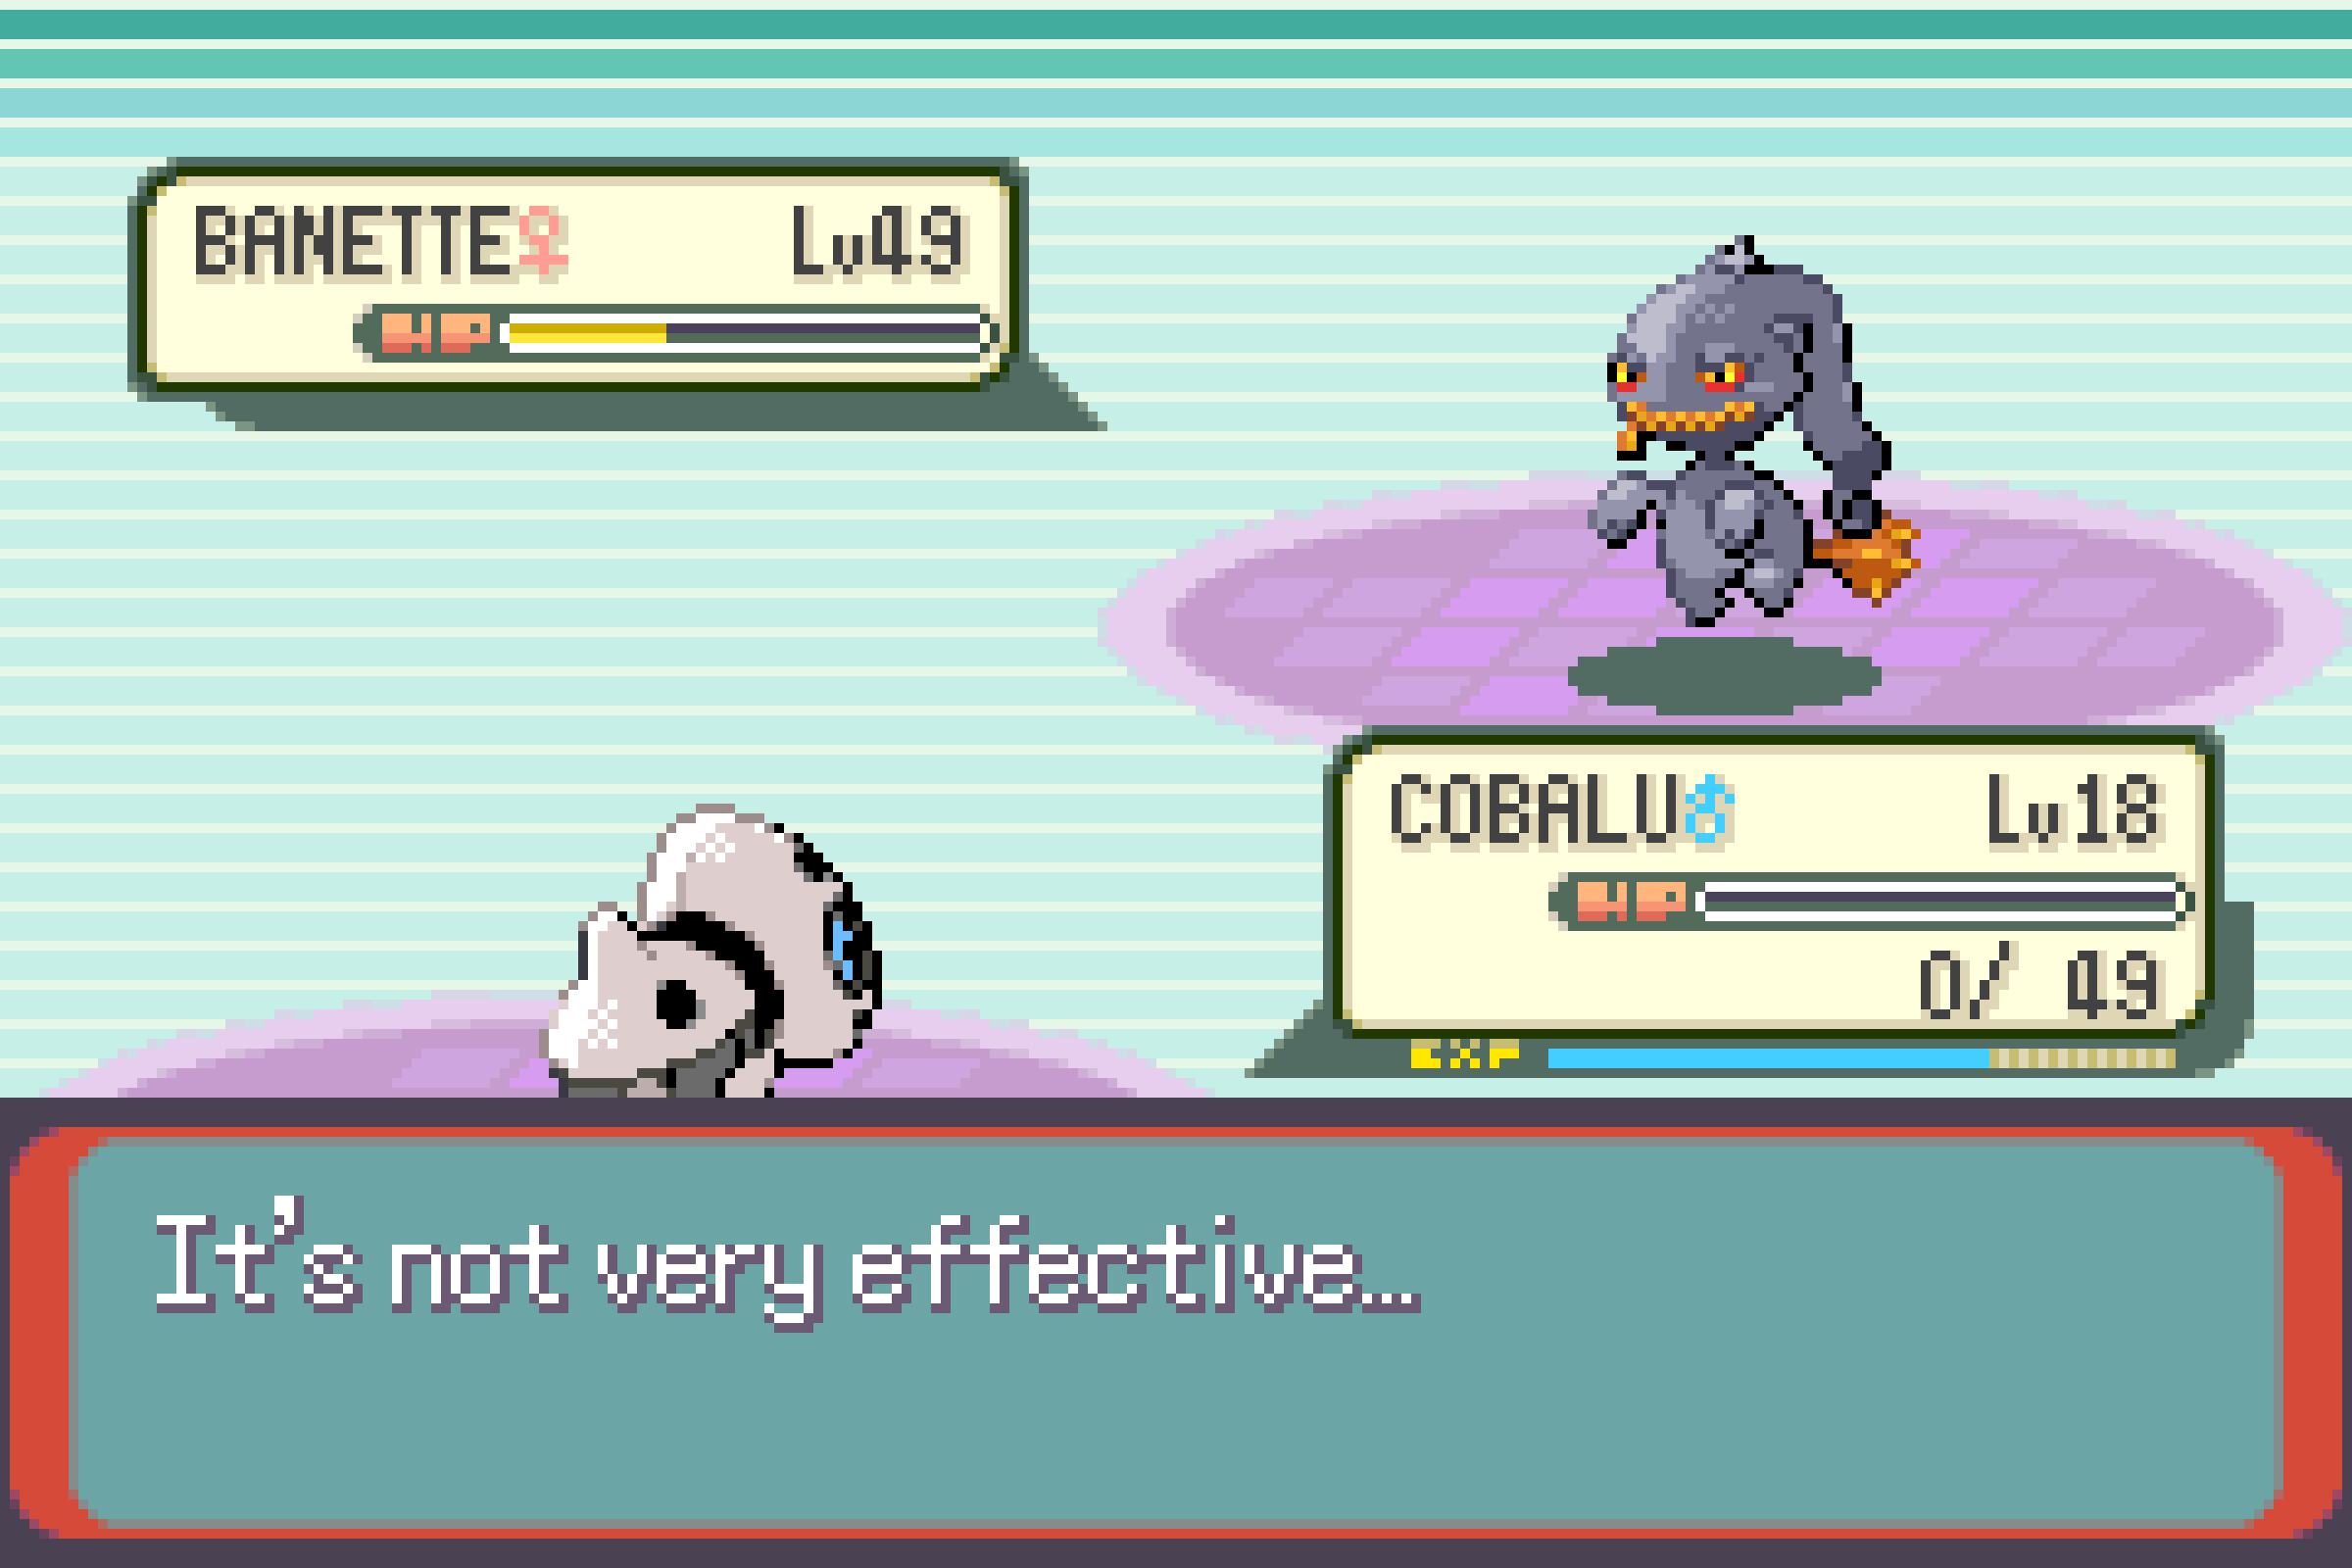 BANETTE♀ Lv49
HP
COBALU♂ Lv18
HP
0/ 49
EXP
It's not very effective…